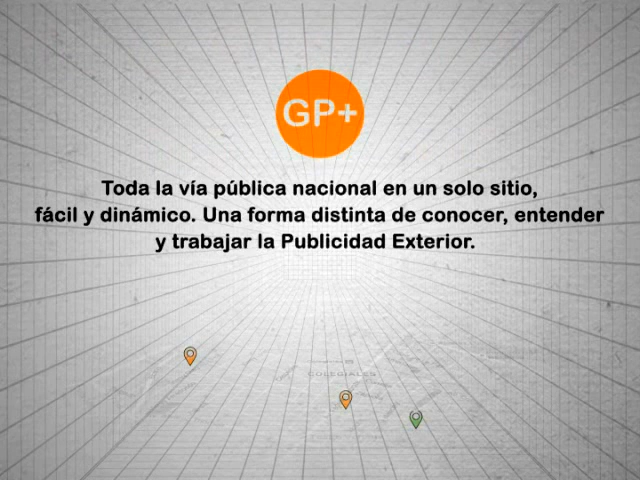 GP+
Toda la vía pública nacional en un solo sitio,
fácil y dinámico. Una forma distinta de conocer, entender
y trabajar la Publicidad Exterior.
COLEGIALES